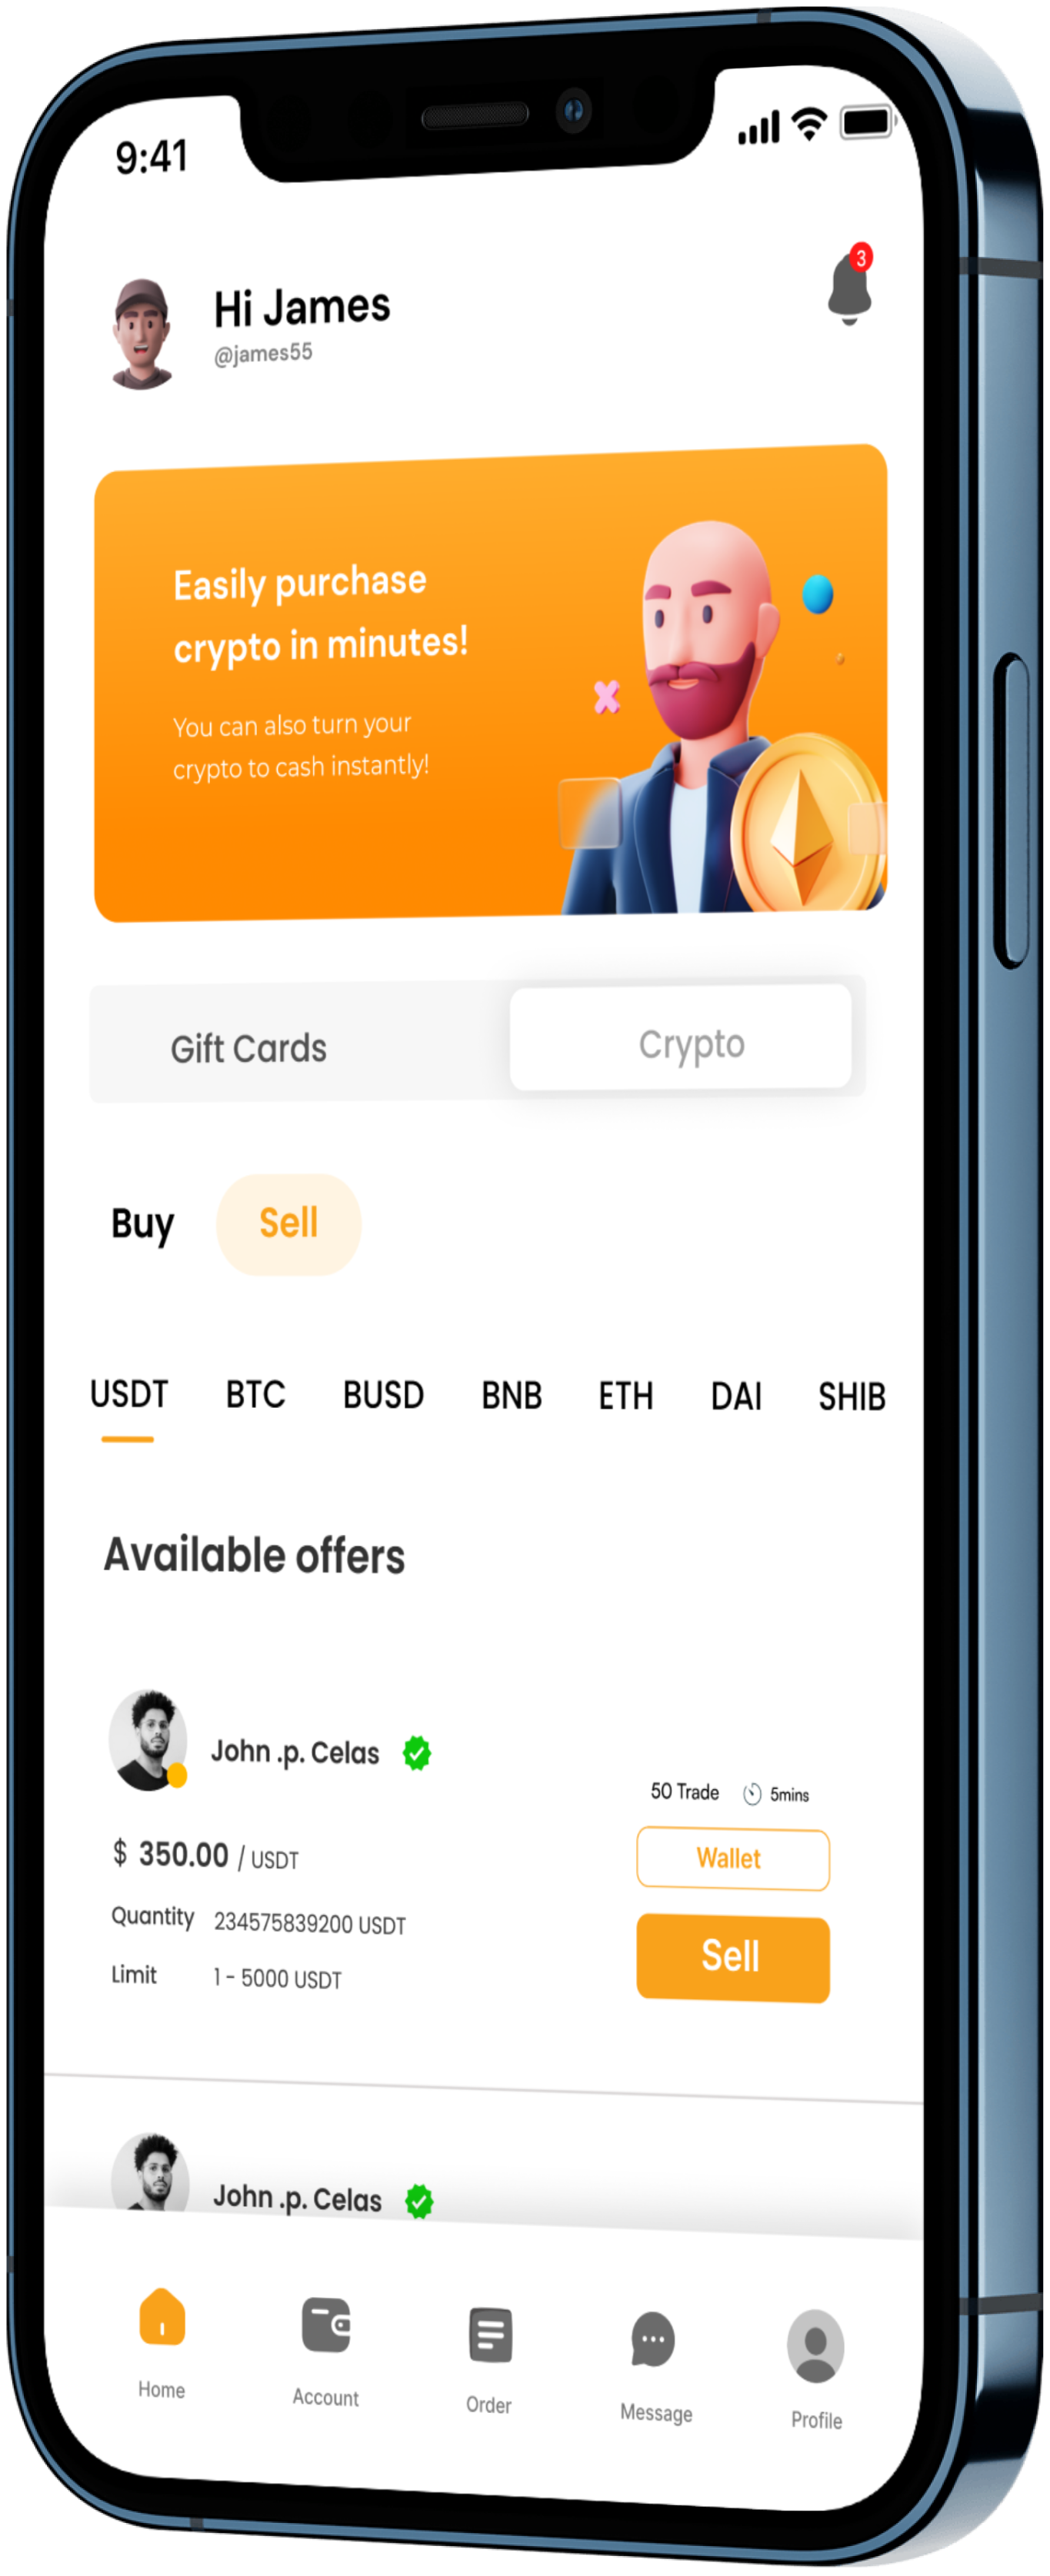 9:41
3
Hi James
@james55
Easily purchase
crypto in minutes!
You can also turn your
crypto to cash instantly!
Gift Cards
Crypto
Buy
Sell
USDT BTC BUSD BNB ETH DAI SHIB
Available offers
John .p. Celas
50 Trade 5mins
$ 350.00 / USDT
Wallet
Quantity 234575839200 USDT
Sell
Limit 1 - 5000 USDT
John .p. Celas
Home Account Order Message Profile